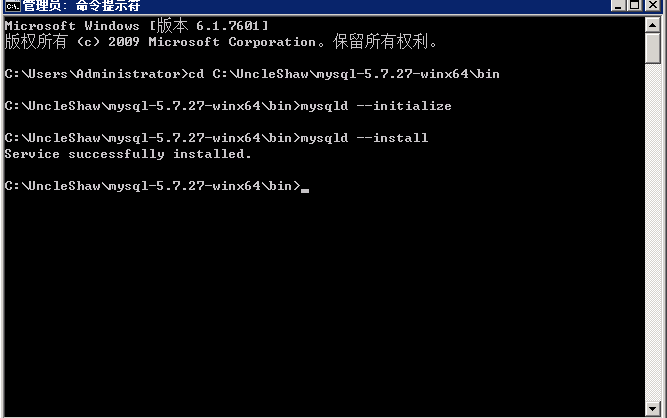 管理员: 命令提示符
Microsoft Windows [版本 6.1.7601]
版权所有 (c) 2009 Microsoft Corporation。保留所有权利。
C:\Users\Administrator>cd C:\UncleShaw\mysql-5.7.27-winx64\bin
C:\UncleShaw\mysql-5.7.27-winx64\bin>mysqld --initialize
C:\UncleShaw\mysql-5.7.27-winx64\bin>mysqld --install
Service successfully installed.
C:\UncleShaw\mysql-5.7.27-winx64\bin>